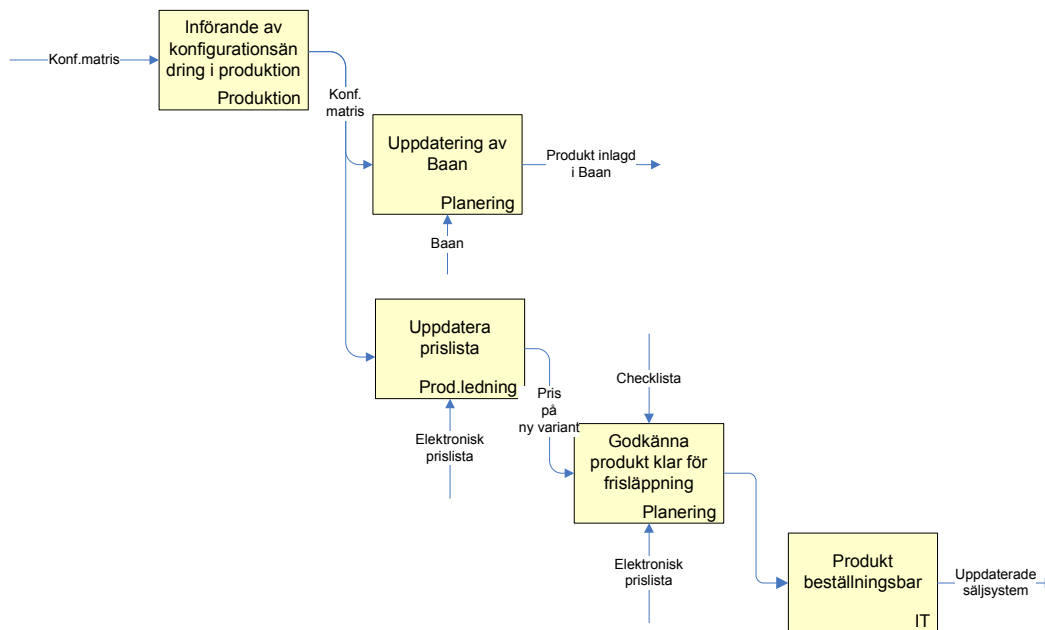 Införande av
konfigurationsän
dring i produktion
Produktion
Konf.matris
Konf.
matris
Uppdatering av
Baan
Planering
Produkt inlagd
i Baan
Baan
Uppdatera
prislista
Prod.ledning
Elektronisk
prislista
Pris
på
ny variant
Checklista
Godkänna
produkt klar för
frisläppning
Planering
Elektronisk
prislista
Produkt
beställningsbar
IT
Uppdaterade
säljsystem